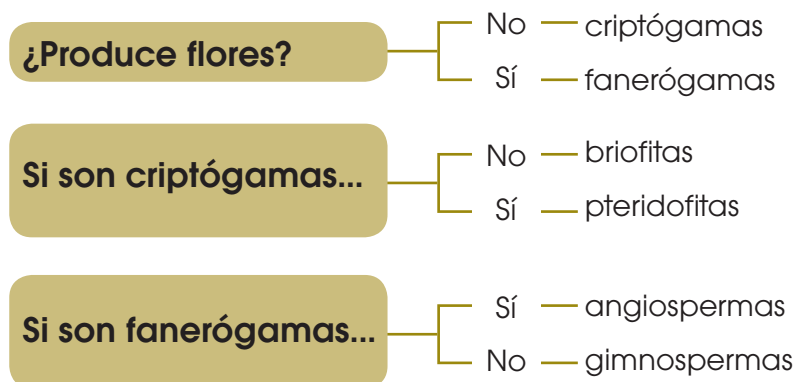 ¿Produce flores?
No criptógamas
Sí fanerógamas
Si son criptógamas...
No briofitas
Sí pteridofitas
Si son fanerógamas...
Sí angiospermas
No gimnospermas